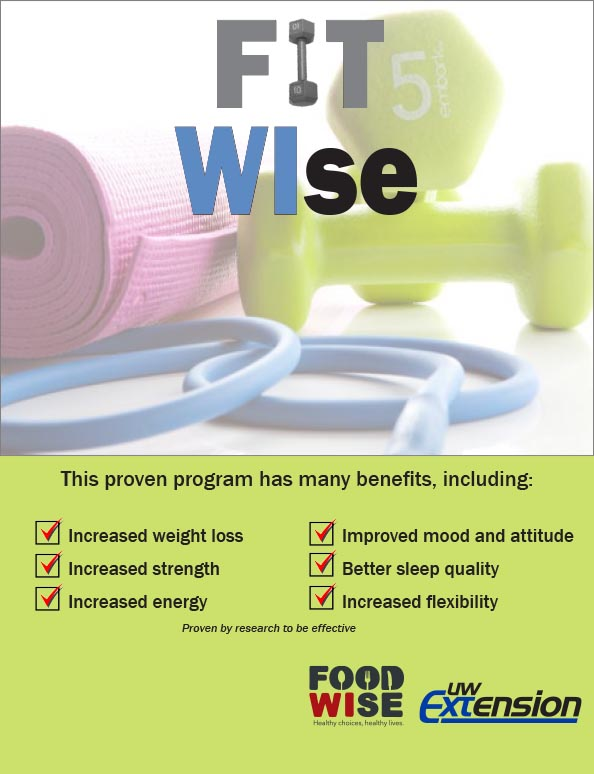 FIT
5
embark
WIse
This proven program has many benefits, including:
Increased weight loss
Increased strength
Increased energy
Improved mood and attitude
Better sleep quality
Increased flexibility
Proven by research to be effective
FOOD
WISE
Healthy choices, healthy lives.
UW
Extension